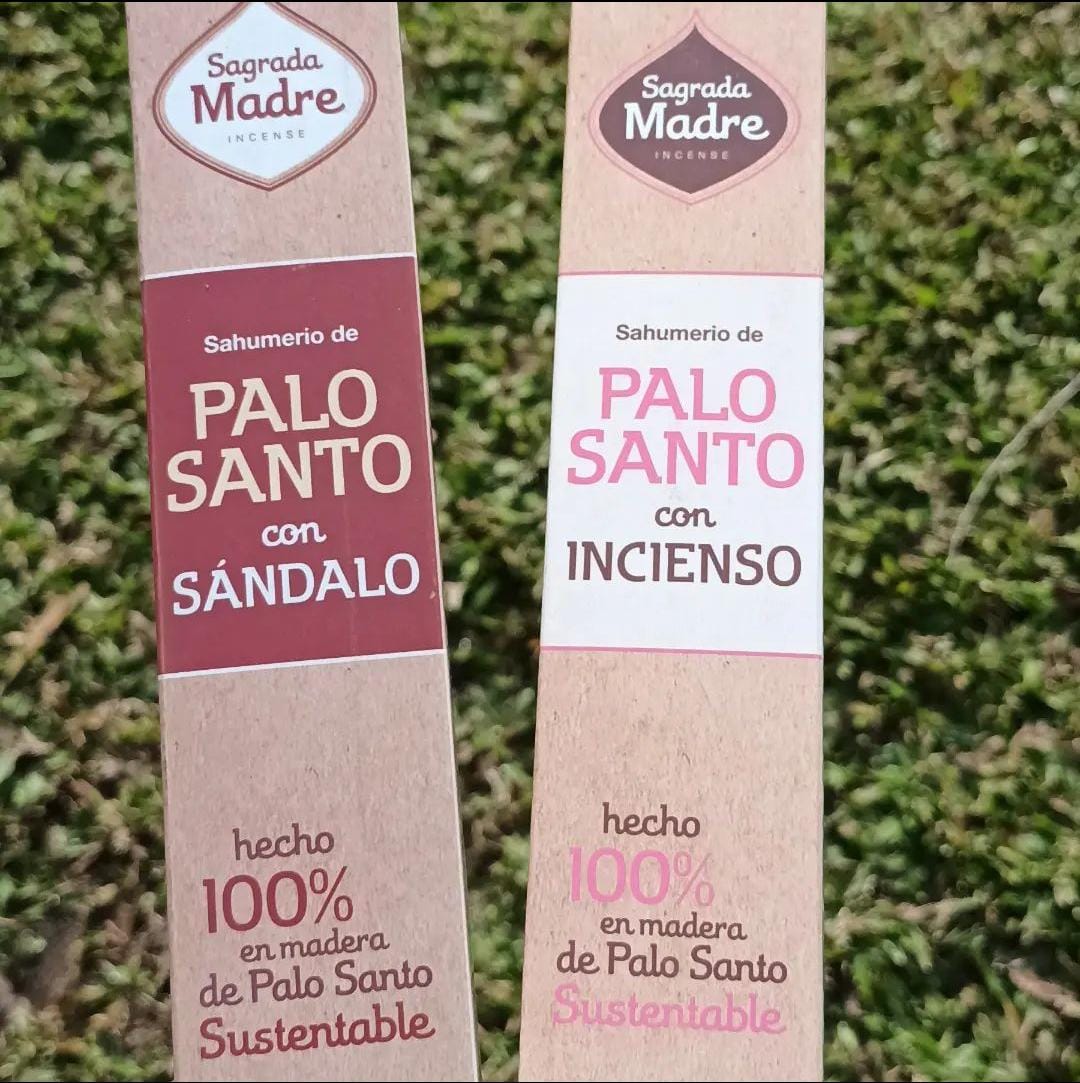 Sagrada
Madre
INCENSE
Sahumerio de
PALO
SANTO
con
SÁNDALO
hecho
100%
en madera
de Palo Santo
Sustentable
Sagrada
Madre
INCENSE
Sahumerio de
PALO
SANTO
con
INCIENSO
hecho
100%
en madera
de Palo Santo
Sustentable